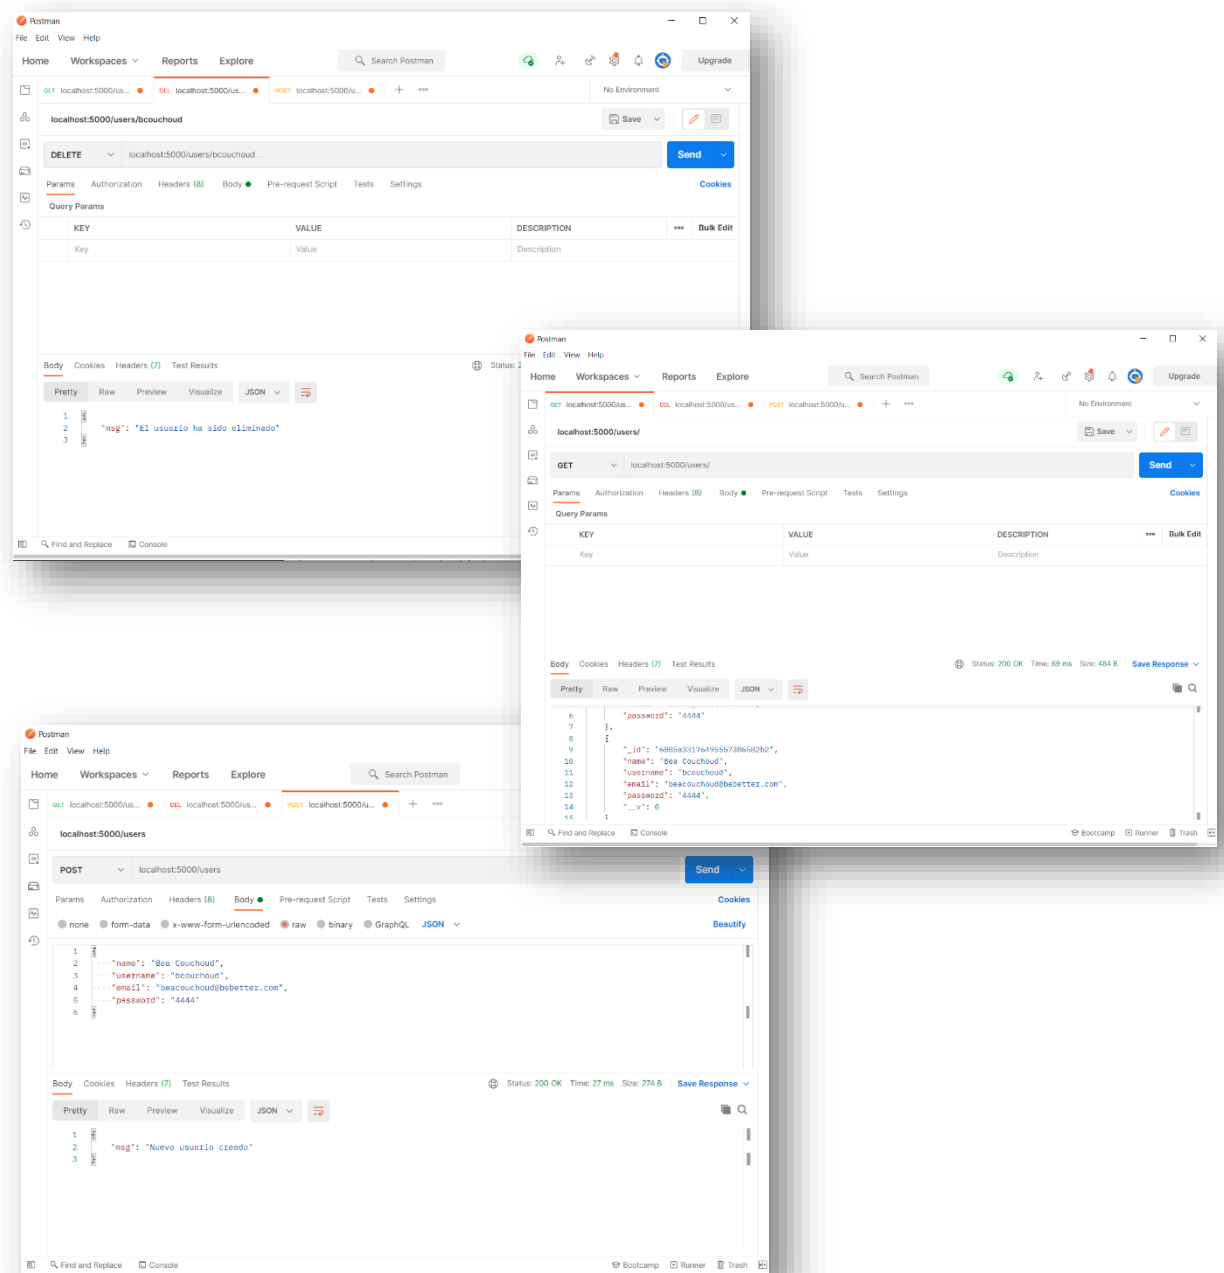 Postman
File Edit View Help
Home Workspaces Reports Explore Search Postman Upgrade
GET localhost:5000/us... DEL localhost:5000/us... POST localhost:5000/u... + No Environment
localhost:5000/users/bcouchoud Save
DELETE localhost:5000/users/bcouchoud ... Send
Params Authorization Headers (8) Body Pre-request Script Tests Settings Cookies
Query Params
KEY VALUE DESCRIPTION Bulk Edit
Key Value Description
Body Cookies Headers (7) Test Results Status: 2
Pretty Raw Preview Visualize JSON
1 {
2 "msg": "El usuario ha sido eliminado"
3 }
Find and Replace Console
Postman
File Edit View Help
Home Workspaces Reports Explore Search Postman Upgrade
GET localhost:5000/us... DEL localhost:5000/us... POST localhost:5000/u... + No Environment
localhost:5000/users/ Save
GET localhost:5000/users/ Send
Params Authorization Headers (8) Body Pre-request Script Tests Settings Cookies
Query Params
KEY VALUE DESCRIPTION Bulk Edit
Key Value Description
Body Cookies Headers (7) Test Results Status: 200 OK Time: 69 ms Size: 484 B Save Response
Pretty Raw Preview Visualize JSON
6 "password": "4444"
7 },
8 {
9 "_id": "6085a3317649555738658​2b2",
10 "name": "Bea Couchoud",
11 "username": "bcouchoud",
12 "email": "beacouchoud@bebetter.com",
13 "password": "4444",
14 "__v": 0
15 }
Find and Replace Console Bootcamp Runner Trash
Postman
File Edit View Help
Home Workspaces Reports Explore Search Postman
GET localhost:5000/us... DEL localhost:5000/us... POST localhost:5000/u... +
localhost:5000/users
POST localhost:5000/users Send
Params Authorization Headers (8) Body Pre-request Script Tests Settings Cookies
none form-data x-www-form-urlencoded raw binary GraphQL JSON Beautify
1 {
2 "name": "Bea Couchoud",
3 "username": "bcouchoud",
4 "email": "beacouchoud@bebetter.com",
5 "password": "4444"
6 }
Body Cookies Headers (7) Test Results Status: 200 OK Time: 27 ms Size: 274 B Save Response
Pretty Raw Preview Visualize JSON
1 {
2 "msg": "Nuevo usuario creado"
3 }
Find and Replace Console Bootcamp Runner Trash